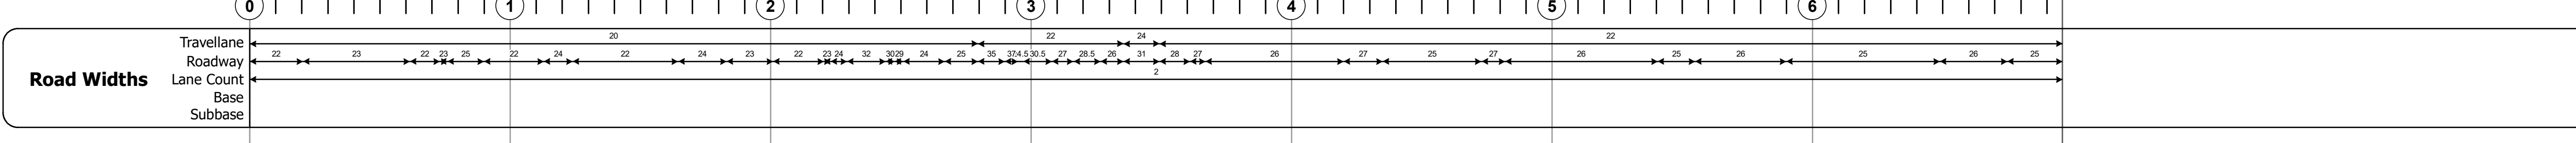 0 1 2 3 4 5 6
Travellane 20 22 24 22
Roadway 22 23 22 23 25 22 24 22 24 23 22 23 24 32 30 29 24 25 35 37 30.5 27 28.5 26 31 28 27 26 27 25 27 26 25 26 25 26 25
Road Widths
Lane Count 2
Base
Subbase